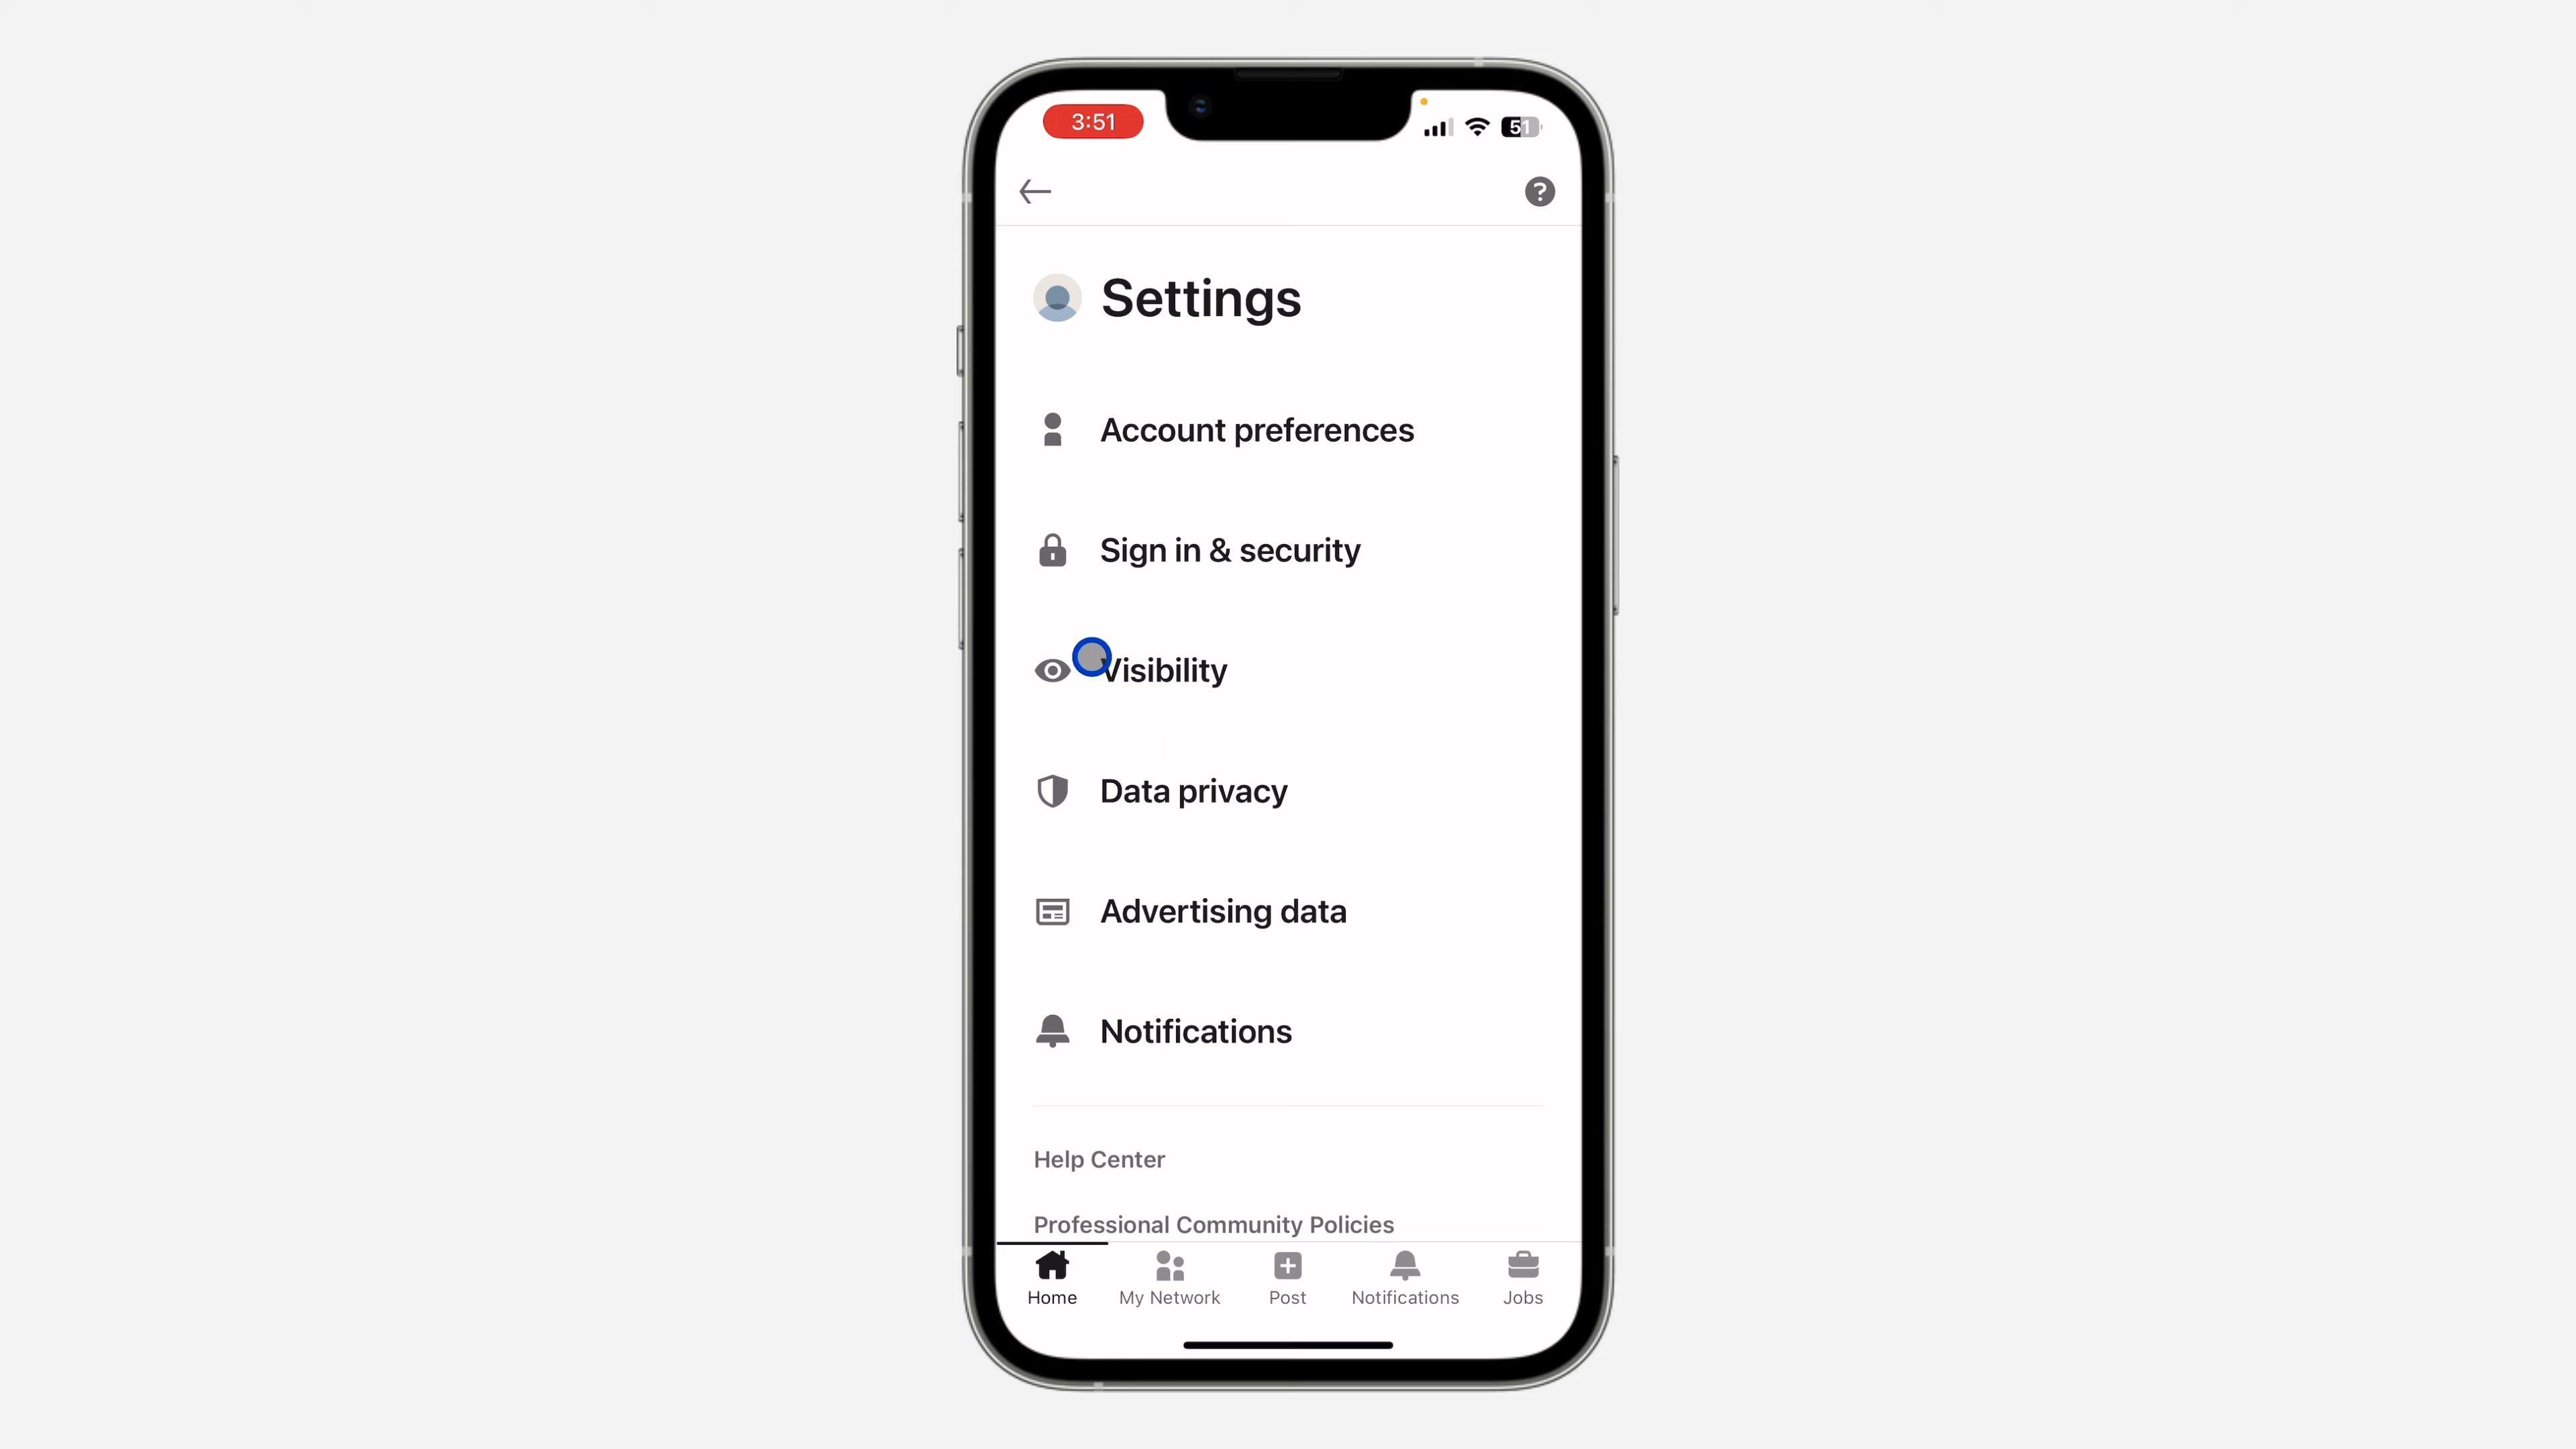 3:51
51
?
Settings
Account preferences
Sign in & security
Visibility
Data privacy
Advertising data
Notifications
Help Center
Professional Community Policies
Home
My Network
Post
Notifications
Jobs